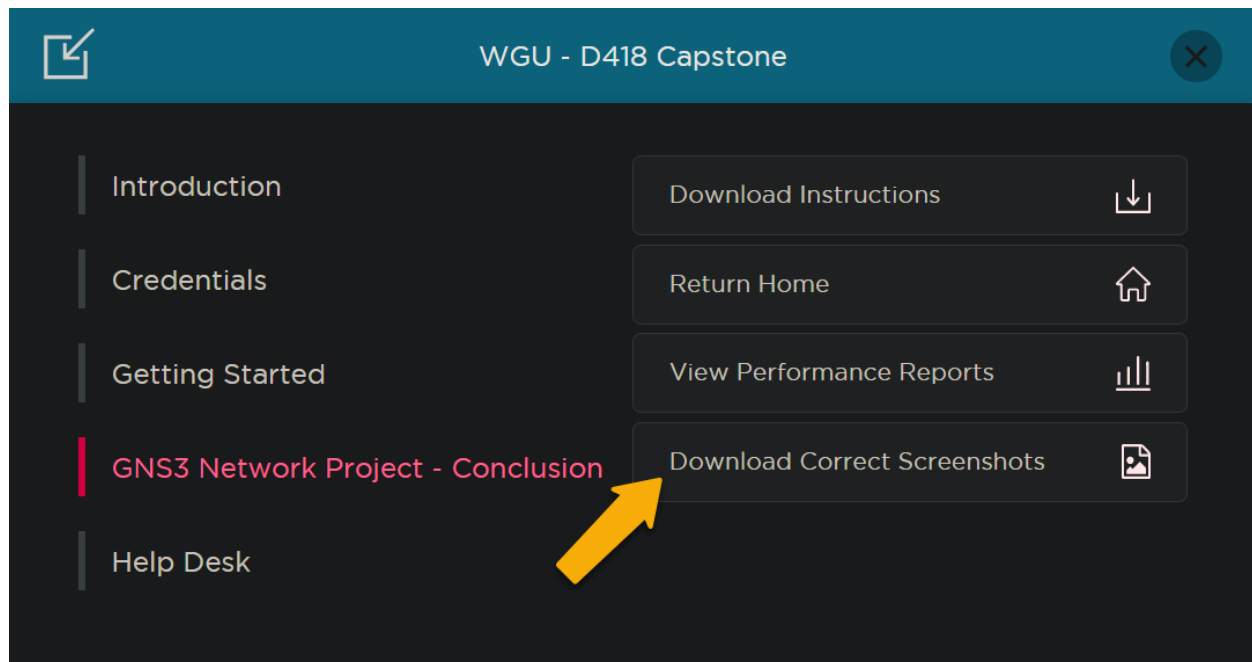 WGU - D418 Capstone
Introduction
Credentials
Getting Started
GNS3 Network Project - Conclusion
Help Desk
Download Instructions
Return Home
View Performance Reports
Download Correct Screenshots